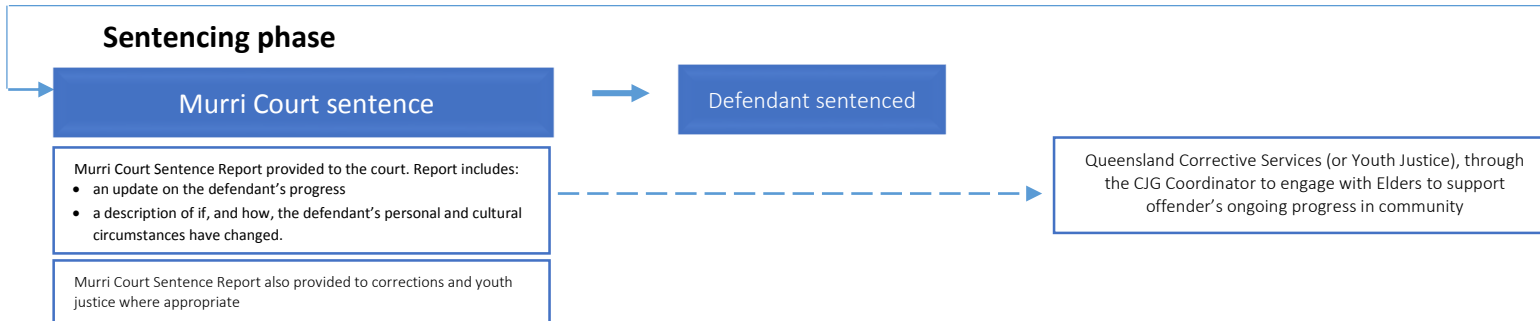 Sentencing phase
Murri Court sentence
Defendant sentenced
Murri Court Sentence Report provided to the court. Report includes:
• an update on the defendant's progress
• a description of if, and how, the defendant's personal and cultural
circumstances have changed.
Queensland Corrective Services (or Youth Justice), through
the CJG Coordinator to engage with Elders to support
offender's ongoing progress in community
Murri Court Sentence Report also provided to corrections and youth
justice where appropriate